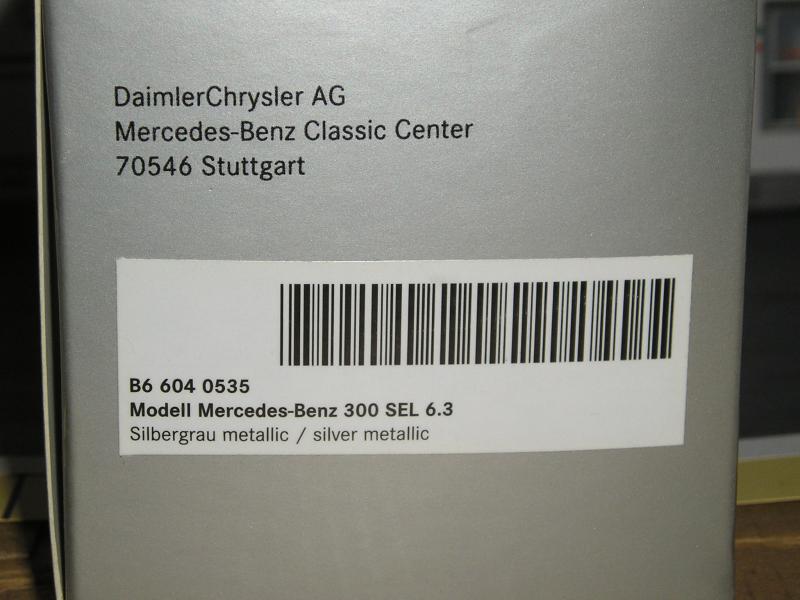 DaimlerChrysler AG
Mercedes-Benz Classic Center
70546 Stuttgart
B6 604 0535
Modell Mercedes-Benz 300 SEL 6.3
Silbergrau metallic / silver metallic